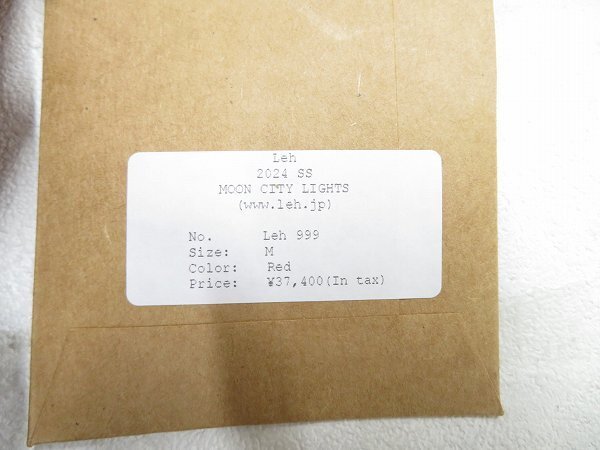 Leh
2024 SS
MOON CITY LIGHTS
(www.leh.jp)
No. Leh 999
Size: M
Color: Red
Price: ¥37,400(In tax)